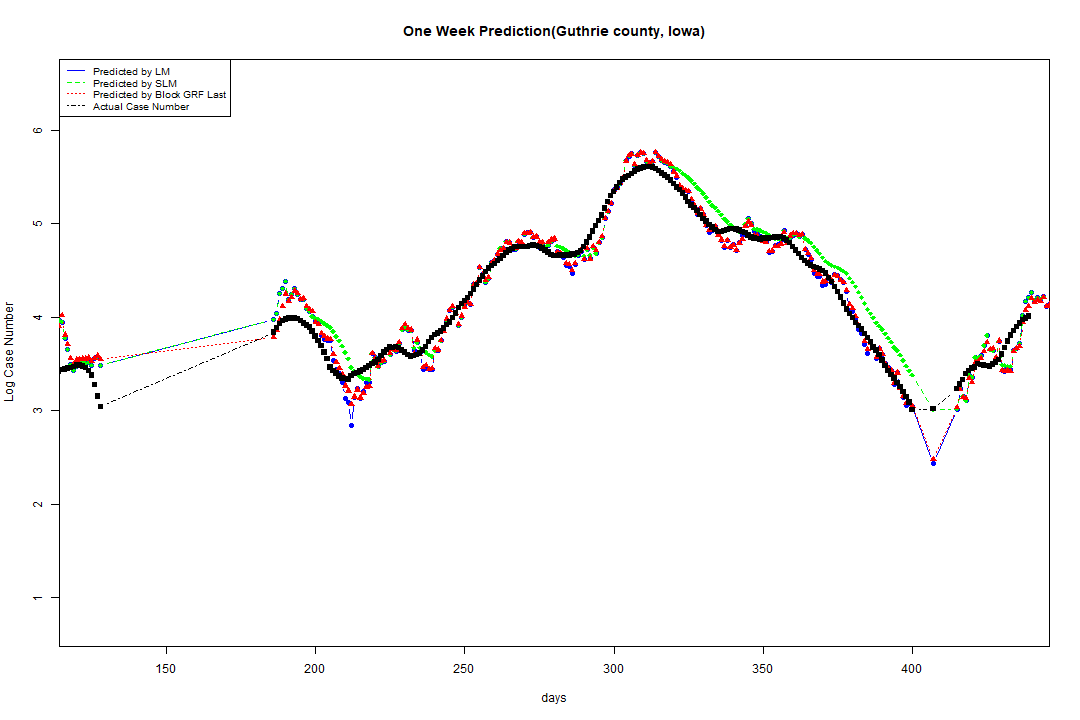 One Week Prediction(Guthrie county, Iowa)
Predicted by LM
Predicted by SLM
Predicted by Block GRF Last
Actual Case Number
6
5
4
3
2
1
Log Case Number
150 200 250 300 350 400
days